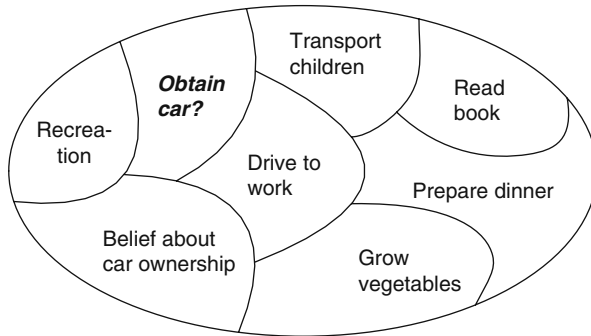 Transport
children
Obtain
car?
Read
book
Recrea-
tion
Drive to
work
Prepare dinner
Belief about
car ownership
Grow
vegetables